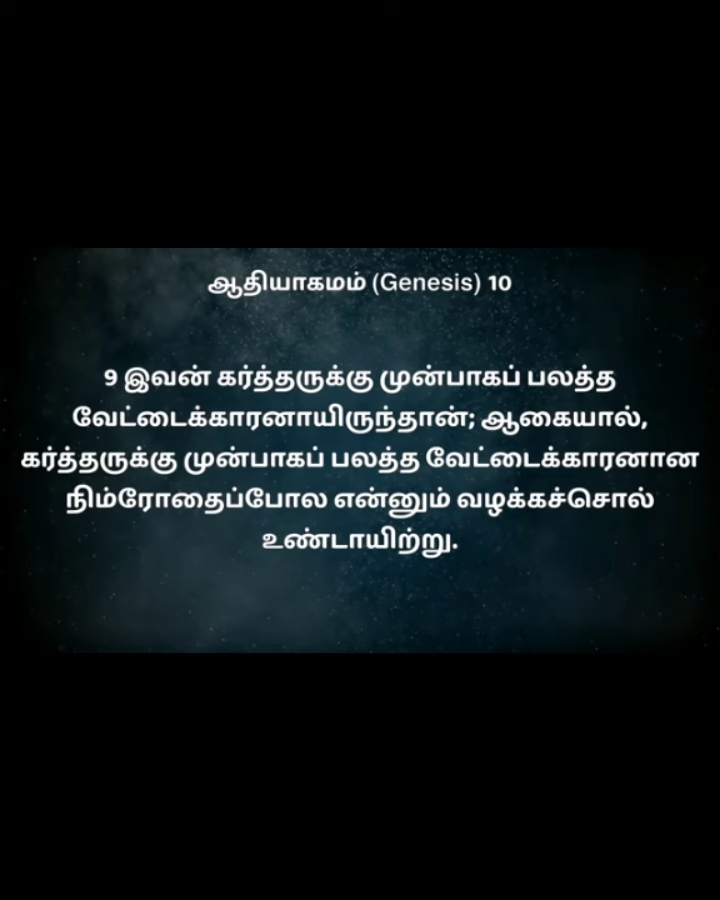 ஆதியாகமம் (Genesis) 10
9 இவன் கர்த்தருக்கு முன்பாகப் பலத்த
வேட்டைக்காரனாயிருந்தான்; ஆகையால்,
கர்த்தருக்கு முன்பாகப் பலத்த வேட்டைக்காரனான
நிம்ரோதைப்போல என்னும் வழக்கச்சொல்
உண்டாயிற்று.